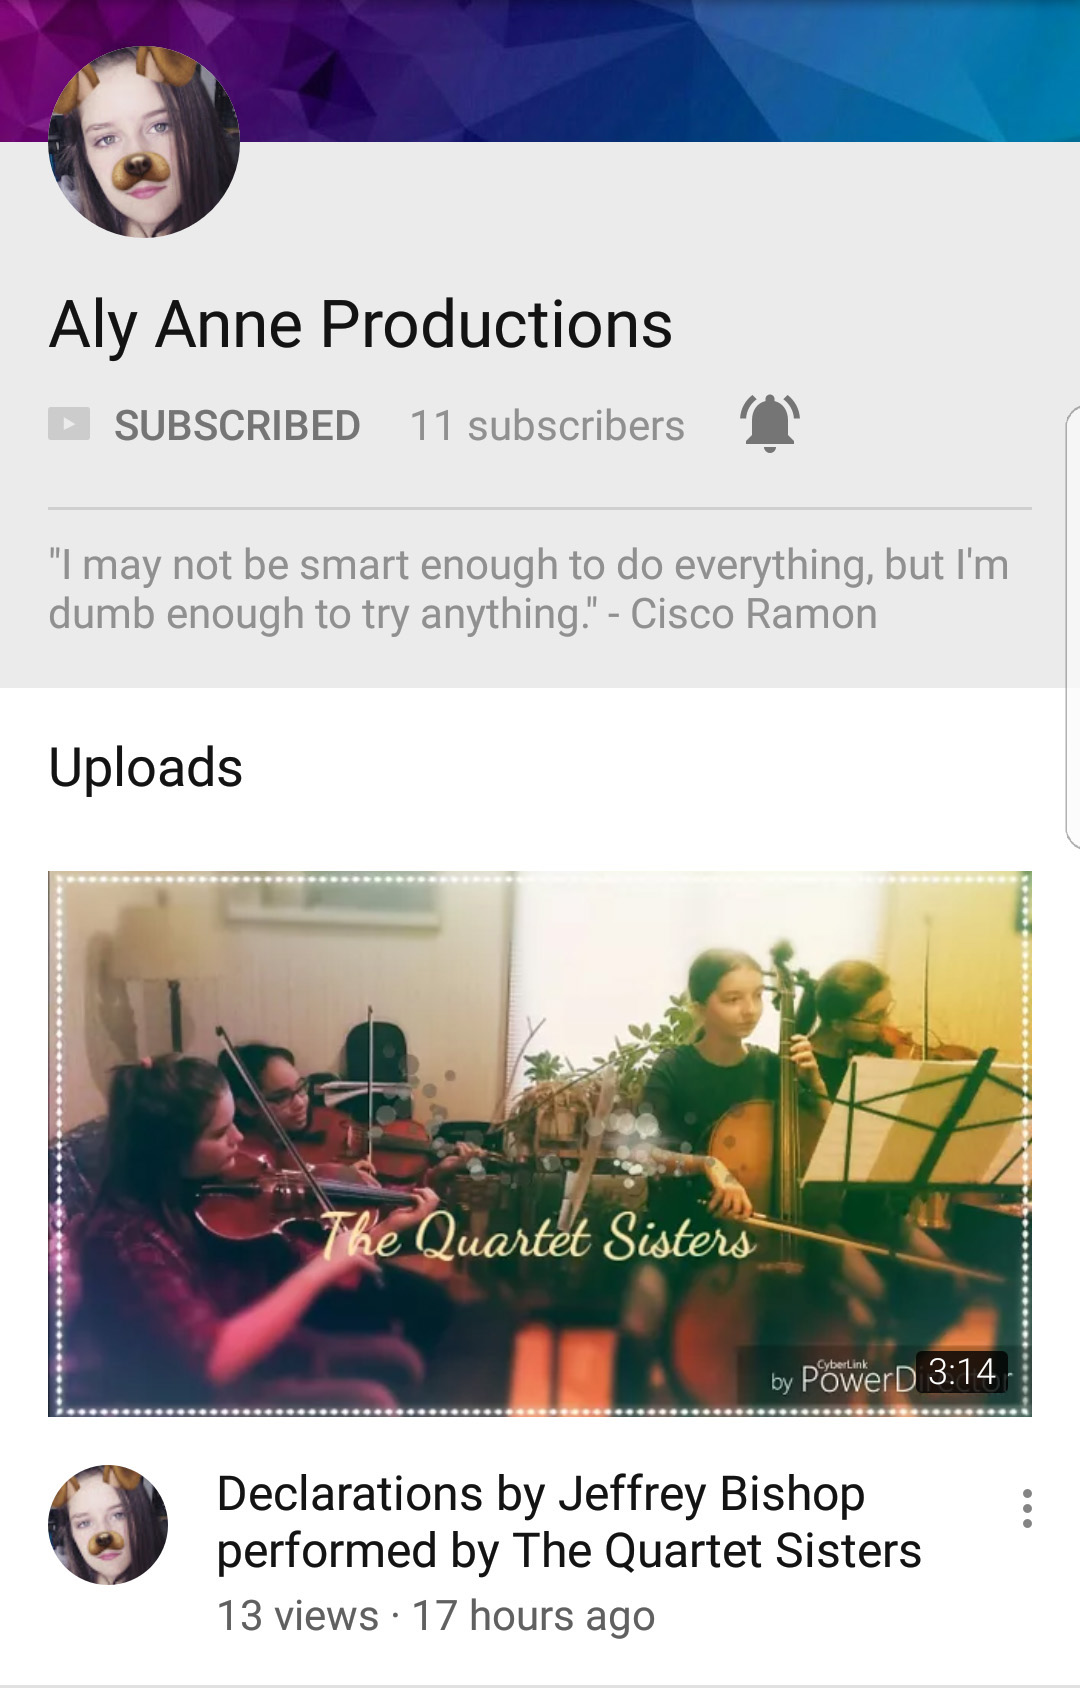 Aly Anne Productions
SUBSCRIBED 11 subscribers
"I may not be smart enough to do everything, but I'm
dumb enough to try anything." - Cisco Ramon
Uploads
The Quartet Sisters
CyberLink
by PowerDirector
3:14
Declarations by Jeffrey Bishop
performed by The Quartet Sisters
13 views · 17 hours ago